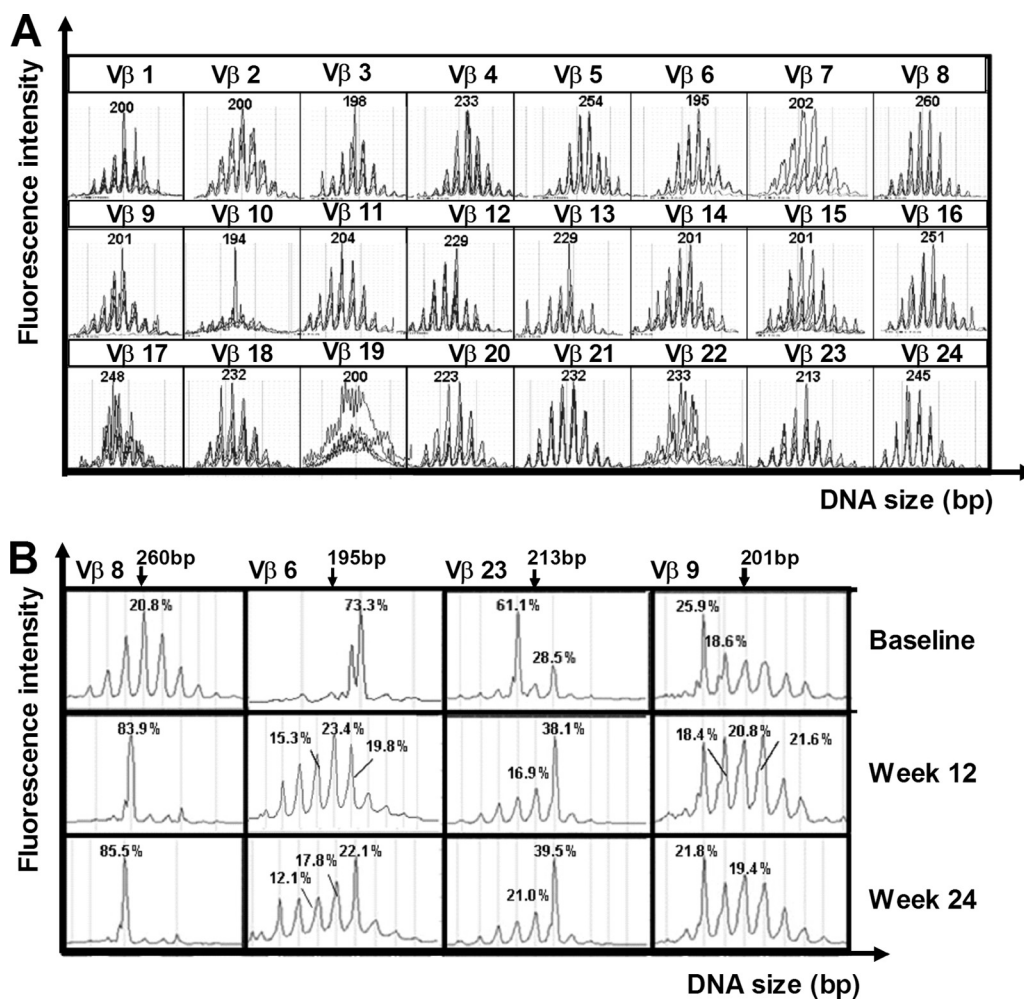 A
Fluorescence intensity
Vβ 1 Vβ 2 Vβ 3 Vβ 4 Vβ 5 Vβ 6 Vβ 7 Vβ 8
200 200 198 233 254 195 202 260
Vβ 9 Vβ 10 Vβ 11 Vβ 12 Vβ 13 Vβ 14 Vβ 15 Vβ 16
201 194 204 229 229 201 201 251
Vβ 17 Vβ 18 Vβ 19 Vβ 20 Vβ 21 Vβ 22 Vβ 23 Vβ 24
248 232 200 223 232 233 213 245
DNA size (bp)
B
Fluorescence intensity
Vβ 8 260bp Vβ 6 195bp Vβ 23 213bp Vβ 9 201bp
20.8% 73.3% 61.1% 28.5% 25.9% 18.6% Baseline
83.9% 15.3% 23.4% 19.8% 16.9% 38.1% 18.4% 20.8% 21.6% Week 12
85.5% 12.1% 17.8% 22.1% 21.0% 39.5% 21.8% 19.4% Week 24
DNA size (bp)